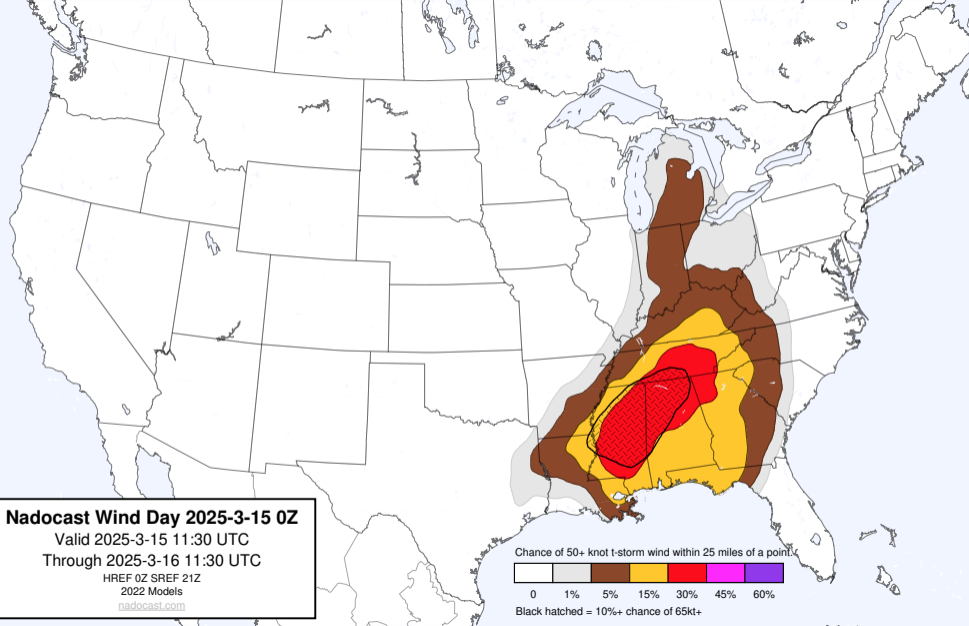 Nadocast Wind Day 2025-3-15 0Z
Valid 2025-3-15 11:30 UTC
Through 2025-3-16 11:30 UTC
HREF 0Z SREF 21Z
2022 Models
nadocast.com
Chance of 50+ knot t-storm wind within 25 miles of a point.
0 1% 5% 15% 30% 45% 60%
Black hatched = 10%+ chance of 65kt+